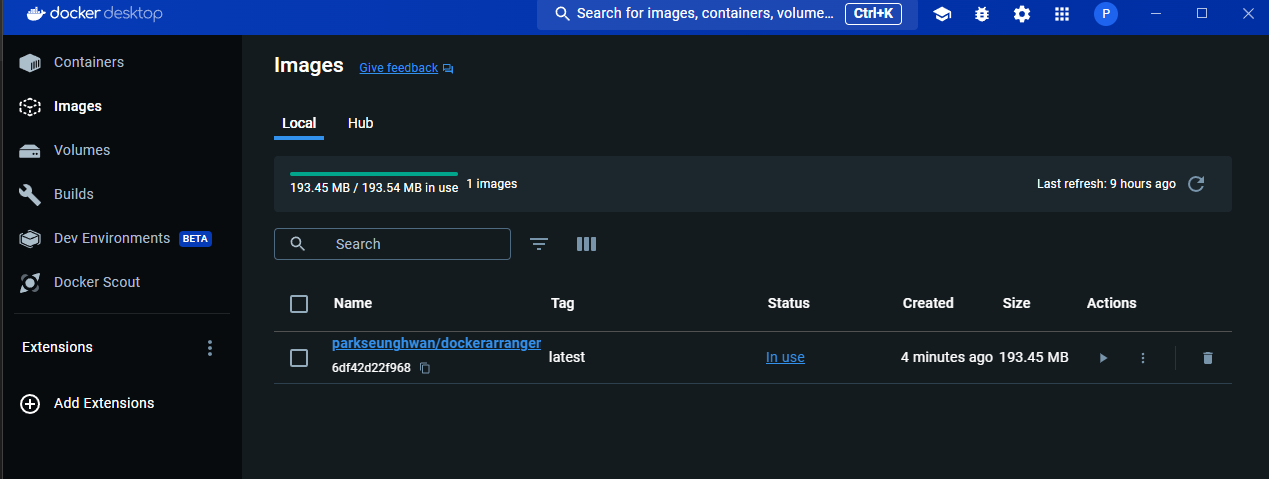 docker desktop
Search for images, containers, volume... Ctrl+K
P
Containers
Images
Volumes
Builds
Dev Environments BETA
Docker Scout
Extensions
Add Extensions
Images Give feedback
Local Hub
193.45 MB / 193.54 MB in use 1 images Last refresh: 9 hours ago
Search
Name Tag Status Created Size Actions
parkseunghwan/dockerarranger latest In use 4 minutes ago 193.45 MB
6df42d22f968